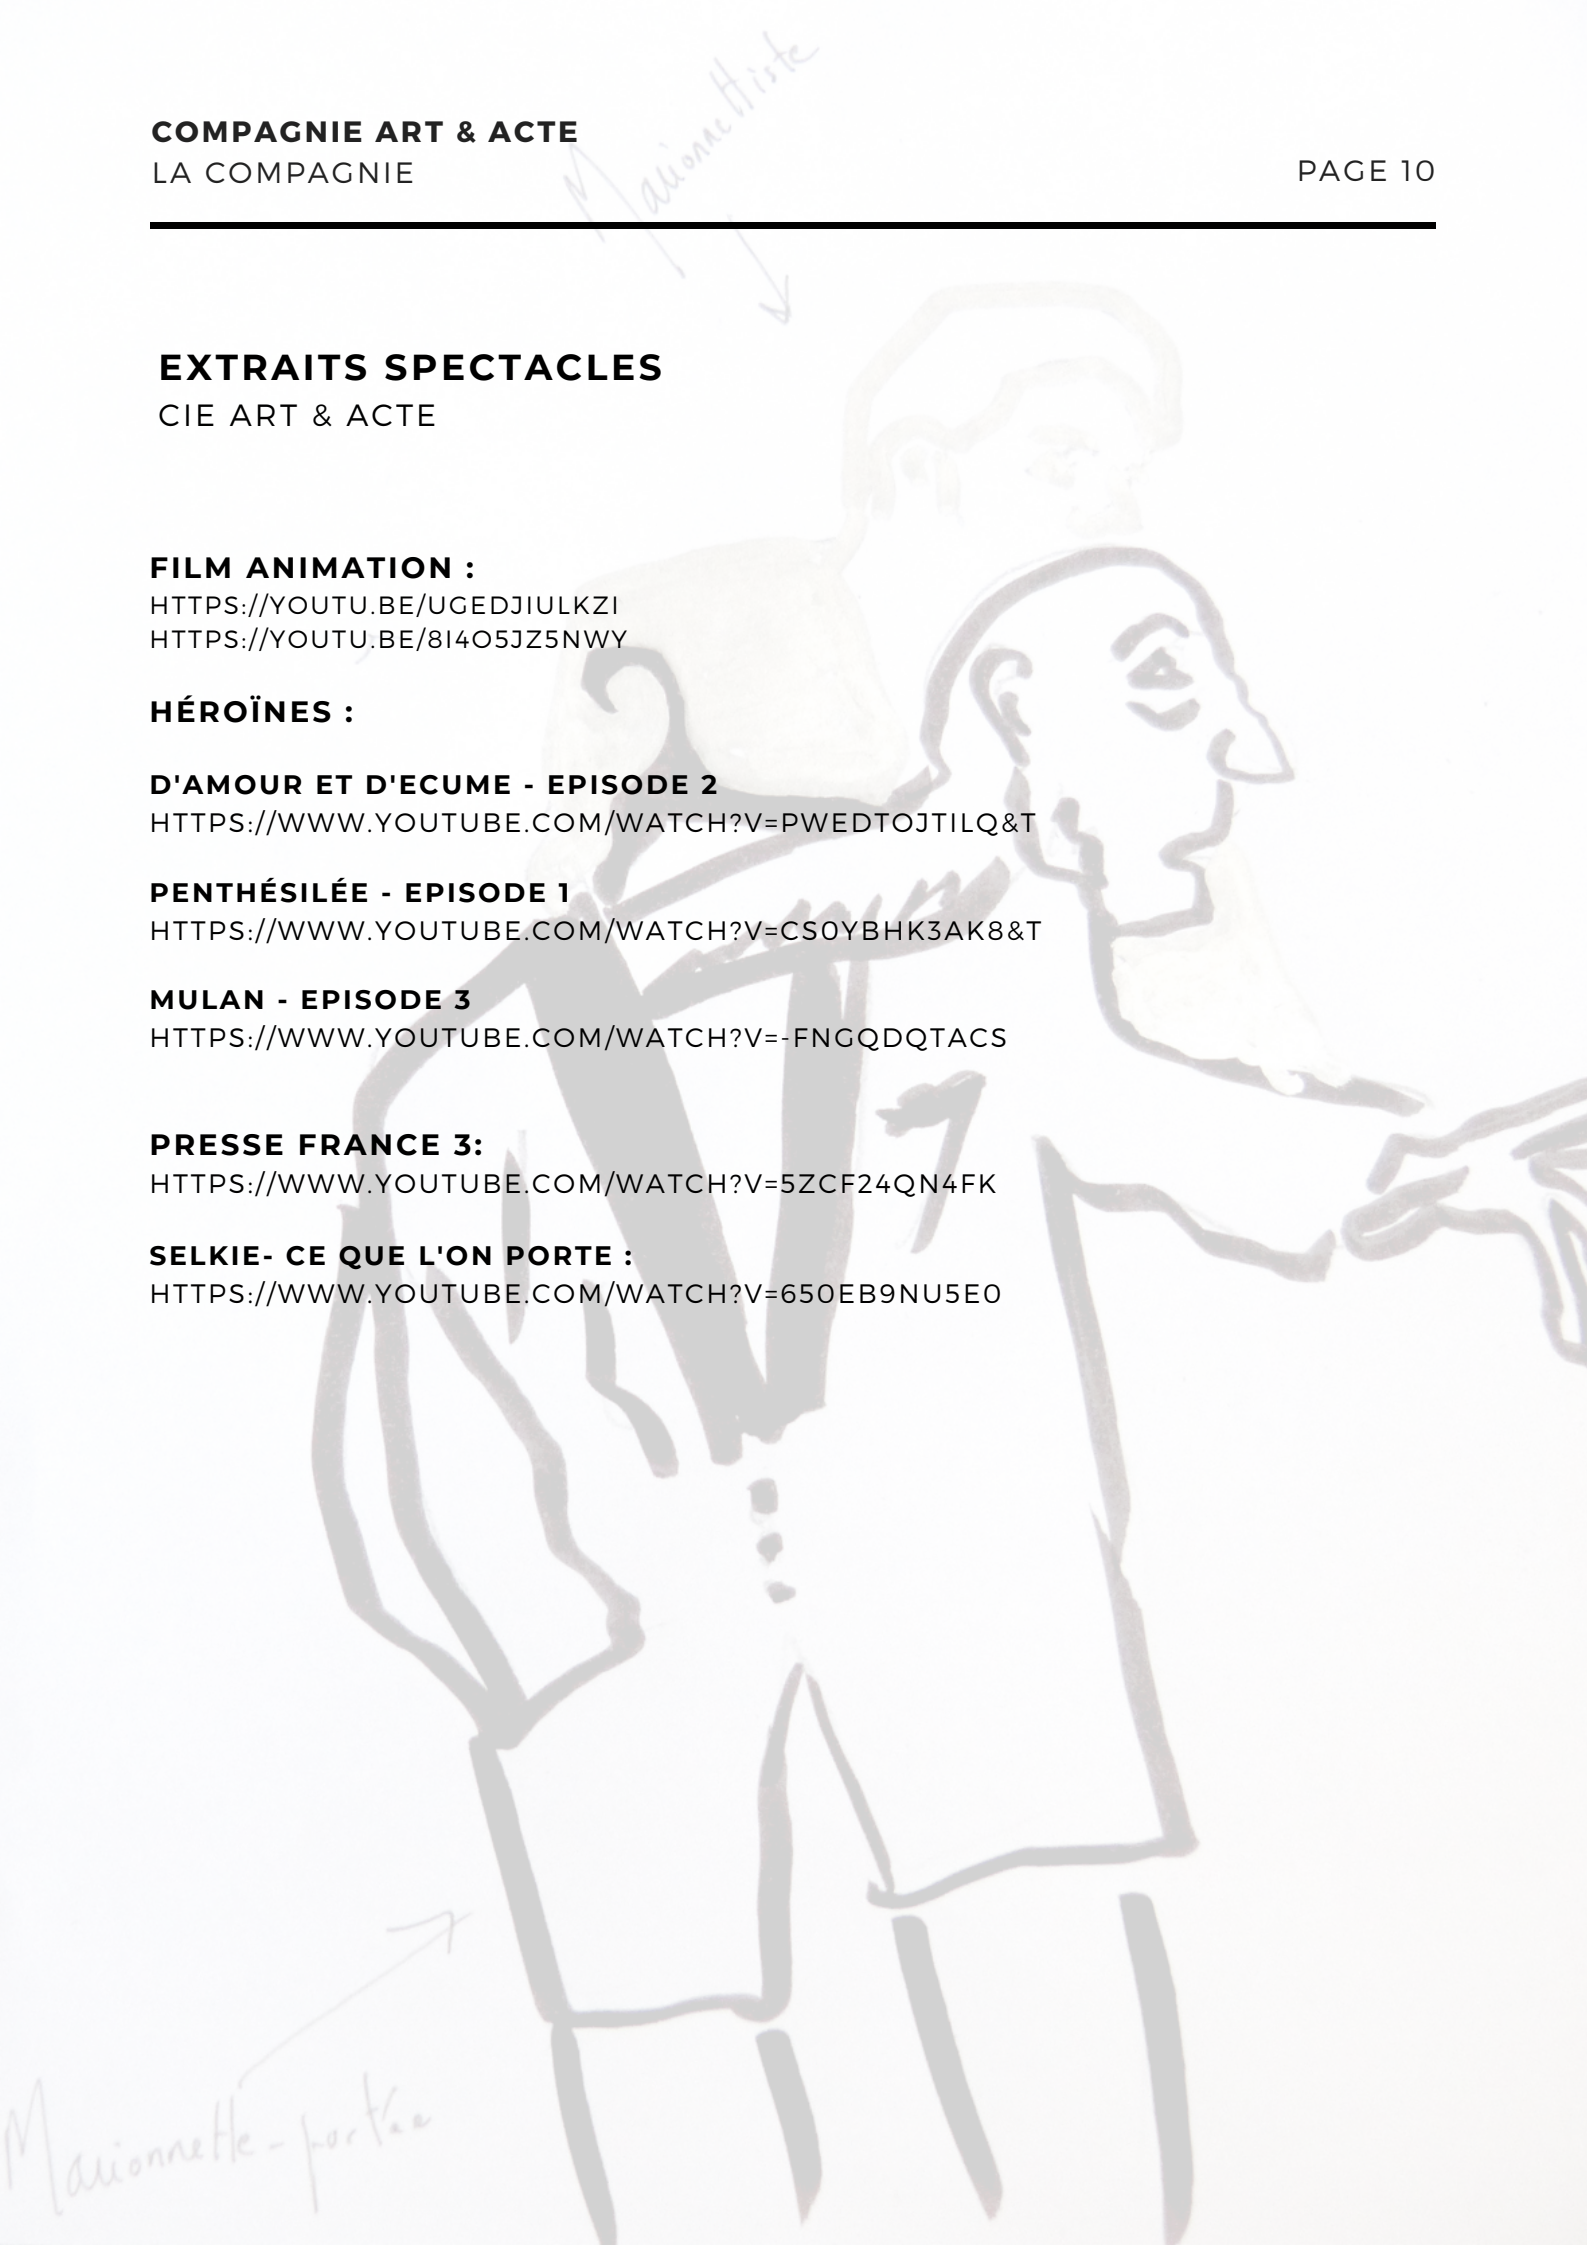 Marionnettiste
COMPAGNIE ART & ACTE
LA COMPAGNIE
PAGE 10
EXTRAITS SPECTACLES
CIE ART & ACTE
FILM ANIMATION :
HTTPS://YOUTU.BE/UGEDJIULKZI
HTTPS://YOUTU.BE/8I4O5JZ5NWY
HÉROÏNES :
D'AMOUR ET D'ECUME - EPISODE 2
HTTPS://WWW.YOUTUBE.COM/WATCH?V=PWEDTOJTILQ&T
PENTHÉSILÉE - EPISODE 1
HTTPS://WWW.YOUTUBE.COM/WATCH?V=CS0YBHK3AK8&T
MULAN - EPISODE 3
HTTPS://WWW.YOUTUBE.COM/WATCH?V=-FNGQDQTACS
PRESSE FRANCE 3:
HTTPS://WWW.YOUTUBE.COM/WATCH?V=5ZCF24QN4FK
SELKIE- CE QUE L'ON PORTE :
HTTPS://WWW.YOUTUBE.COM/WATCH?V=650EB9NU5E0
Marionnette-portée